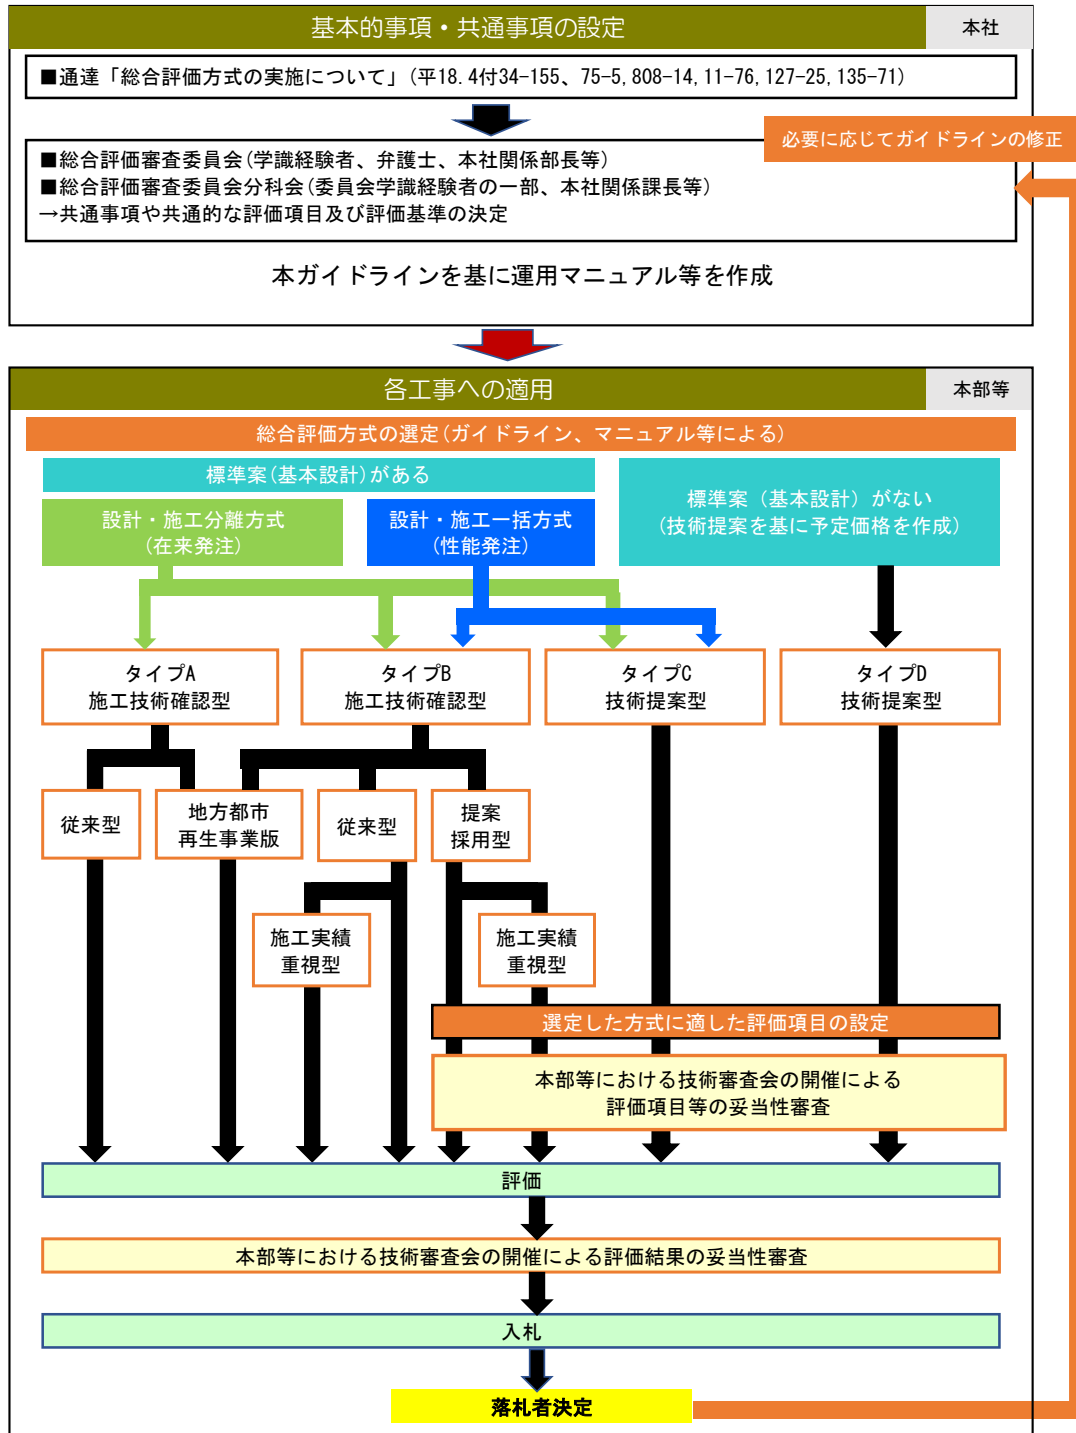 基本的事項・共通事項の設定
本社
■通達「総合評価方式の実施について」(平18.4付34-155、75-5,808-14,11-76,127-25,135-71)
必要に応じてガイドラインの修正
■総合評価審査委員会(学識経験者、弁護士、本社関係部長等)
■総合評価審査委員会分科会(委員会学識経験者の一部、本社関係課長等)
→共通事項や共通的な評価項目及び評価基準の決定
本ガイドラインを基に運用マニュアル等を作成
各工事への適用
本部等
総合評価方式の選定(ガイドライン、マニュアル等による)
標準案(基本設計)がある
標準案（基本設計）がない
(技術提案を基に予定価格を作成)
設計・施工分離方式
(在来発注)
設計・施工一括方式
(性能発注)
タイプA
施工技術確認型
タイプB
施工技術確認型
タイプC
技術提案型
タイプD
技術提案型
従来型
地方都市
再生事業版
従来型
提案
採用型
施工実績
重視型
施工実績
重視型
選定した方式に適した評価項目の設定
本部等における技術審査会の開催による
評価項目等の妥当性審査
評価
本部等における技術審査会の開催による評価結果の妥当性審査
入札
落札者決定